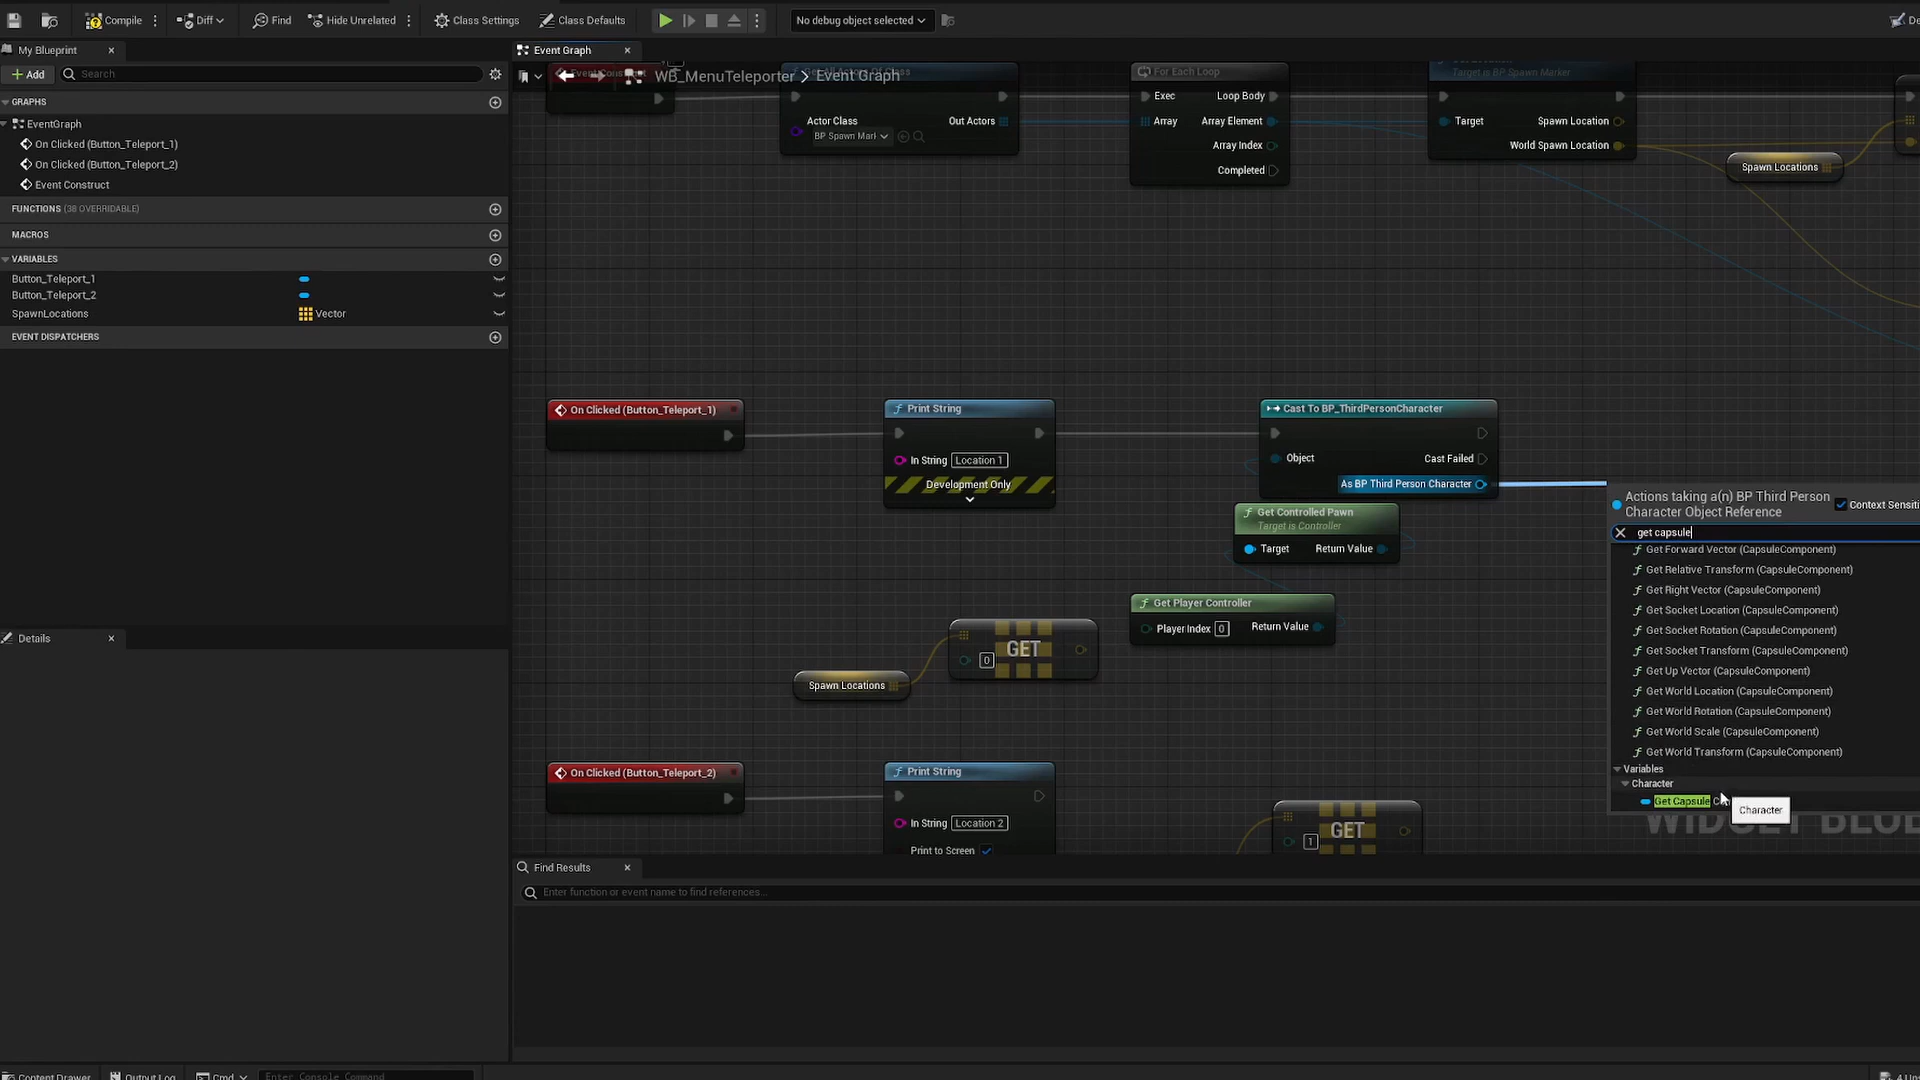 Compile
Diff
Find
Hide Unrelated
Class Settings
Class Defaults
No debug object selected
My Blueprint
Event Graph
Add
Search
WB_MenuTeleporter > Event Graph
For Each Loop
Target is BP Spawn Marker
GRAPHS
EventGraph
On Clicked (Button_Teleport_1)
On Clicked (Button_Teleport_2)
Event Construct
FUNCTIONS (38 OVERRIDABLE)
MACROS
VARIABLES
Button_Teleport_1
Button_Teleport_2
SpawnLocations
Vector
EVENT DISPATCHERS
Exec
Loop Body
Actor Class
Out Actors
BP Spawn Mark
Array
Array Element
Array Index
Completed
Target
Spawn Location
World Spawn Location
Spawn Locations
On Clicked (Button_Teleport_1)
Print String
In String
Location 1
Development Only
Cast To BP_ThirdPersonCharacter
Object
Cast Failed
As BP Third Person Character
Get Controlled Pawn
Target is Controller
Target
Return Value
Get Player Controller
Player Index
0
Return Value
0
GET
Spawn Locations
Actions taking a(n) BP Third Person
Character Object Reference
Context Sensiti
get capsule
Get Forward Vector (CapsuleComponent)
Get Relative Transform (CapsuleComponent)
Get Right Vector (CapsuleComponent)
Get Socket Location (CapsuleComponent)
Get Socket Rotation (CapsuleComponent)
Get Socket Transform (CapsuleComponent)
Get Up Vector (CapsuleComponent)
Get World Location (CapsuleComponent)
Get World Rotation (CapsuleComponent)
Get World Scale (CapsuleComponent)
Get World Transform (CapsuleComponent)
Variables
Character
Get Capsule
Character
WIDGET
On Clicked (Button_Teleport_2)
Print String
In String
Location 2
Print to Screen
1
GET
Details
Find Results
Enter function or event name to find references...
Content Drawer
Output Log
Cmd
Enter Console Command